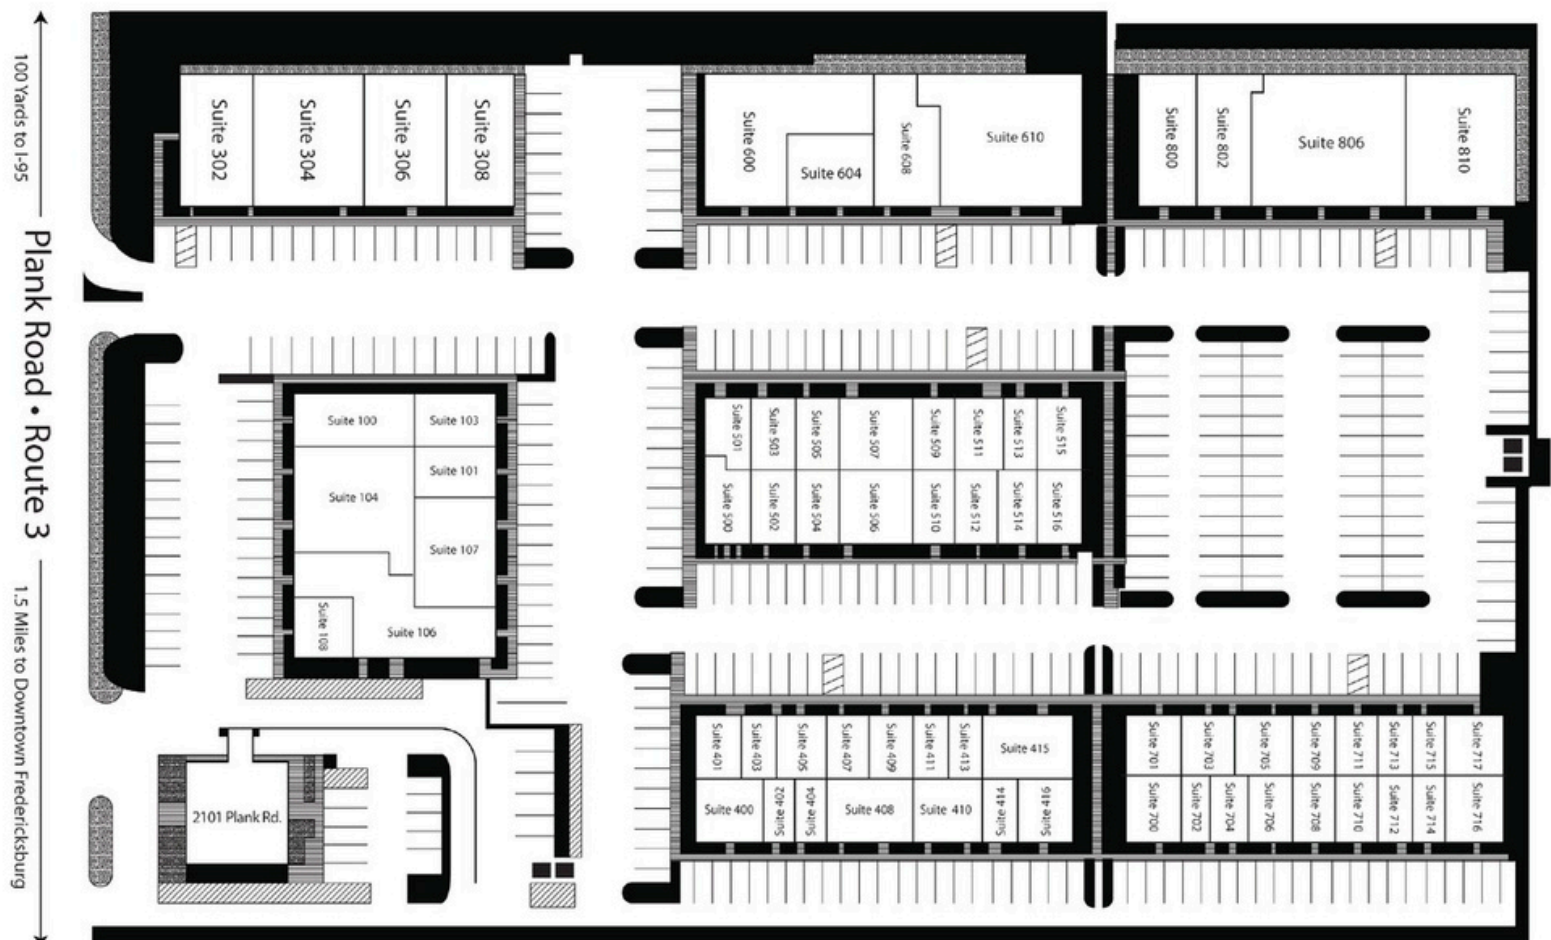 100 Yards to I-95
Plank Road • Route 3
1.5 Miles to Downtown Fredericksburg
Suite 302
Suite 304
Suite 306
Suite 308
Suite 600
Suite 604
Suite 608
Suite 610
Suite 800
Suite 802
Suite 806
Suite 810
Suite 100
Suite 103
Suite 101
Suite 104
Suite 107
Suite 108
Suite 106
Suite 501
Suite 503
Suite 505
Suite 507
Suite 509
Suite 511
Suite 513
Suite 515
Suite 500
Suite 502
Suite 504
Suite 506
Suite 510
Suite 512
Suite 514
Suite 516
Suite 401
Suite 403
Suite 405
Suite 407
Suite 409
Suite 411
Suite 413
Suite 415
Suite 400
Suite 402
Suite 404
Suite 408
Suite 410
Suite 414
Suite 416
Suite 701
Suite 703
Suite 705
Suite 709
Suite 711
Suite 713
Suite 715
Suite 717
Suite 700
Suite 702
Suite 704
Suite 706
Suite 708
Suite 710
Suite 712
Suite 714
Suite 716
2101 Plank Rd.